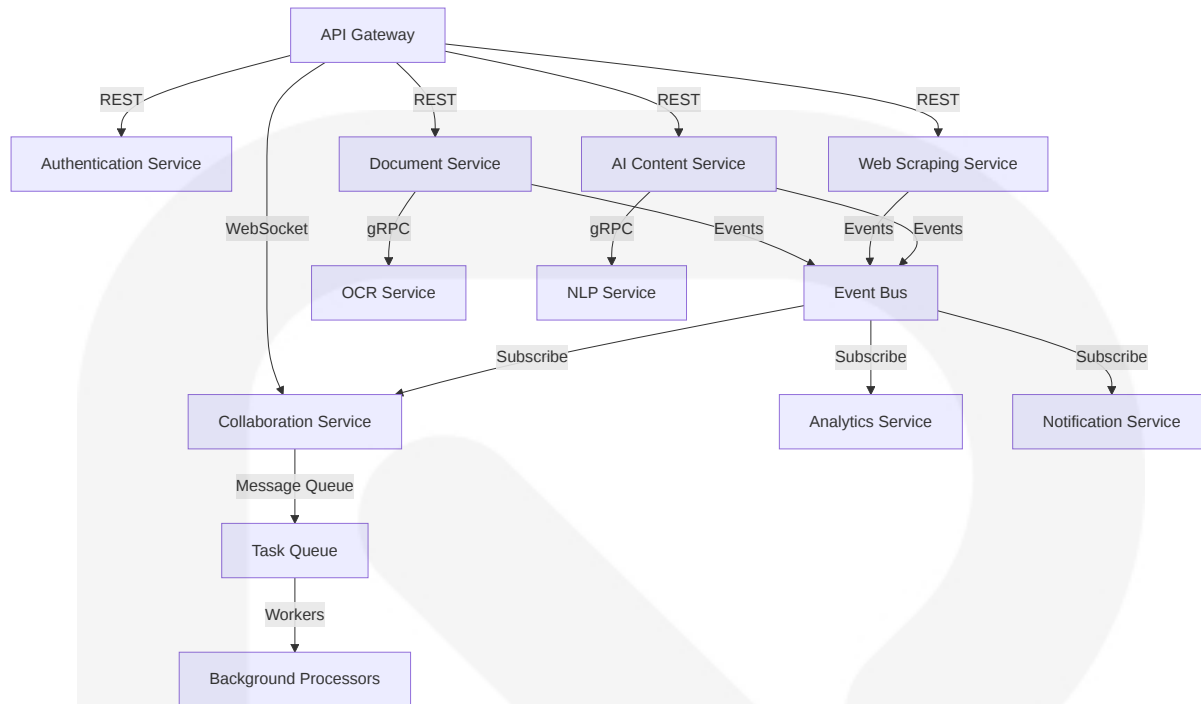 API Gateway
REST
REST
REST
REST
Authentication Service
Document Service
AI Content Service
Web Scraping Service
WebSocket
gRPC
gRPC
Events
Events
Events
OCR Service
NLP Service
Event Bus
Subscribe
Subscribe
Subscribe
Collaboration Service
Analytics Service
Notification Service
Message Queue
Task Queue
Workers
Background Processors